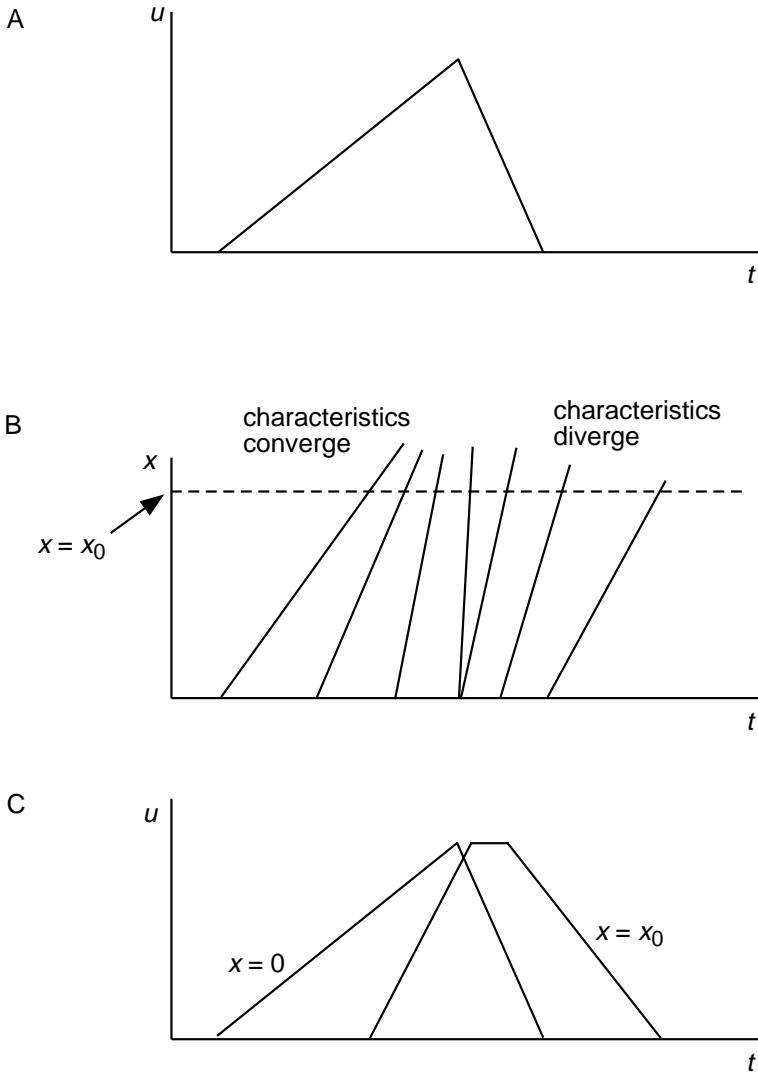 A
u
t
B
characteristics
converge
characteristics
diverge
x
x = x0
t
C
u
x = 0
x = x0
t